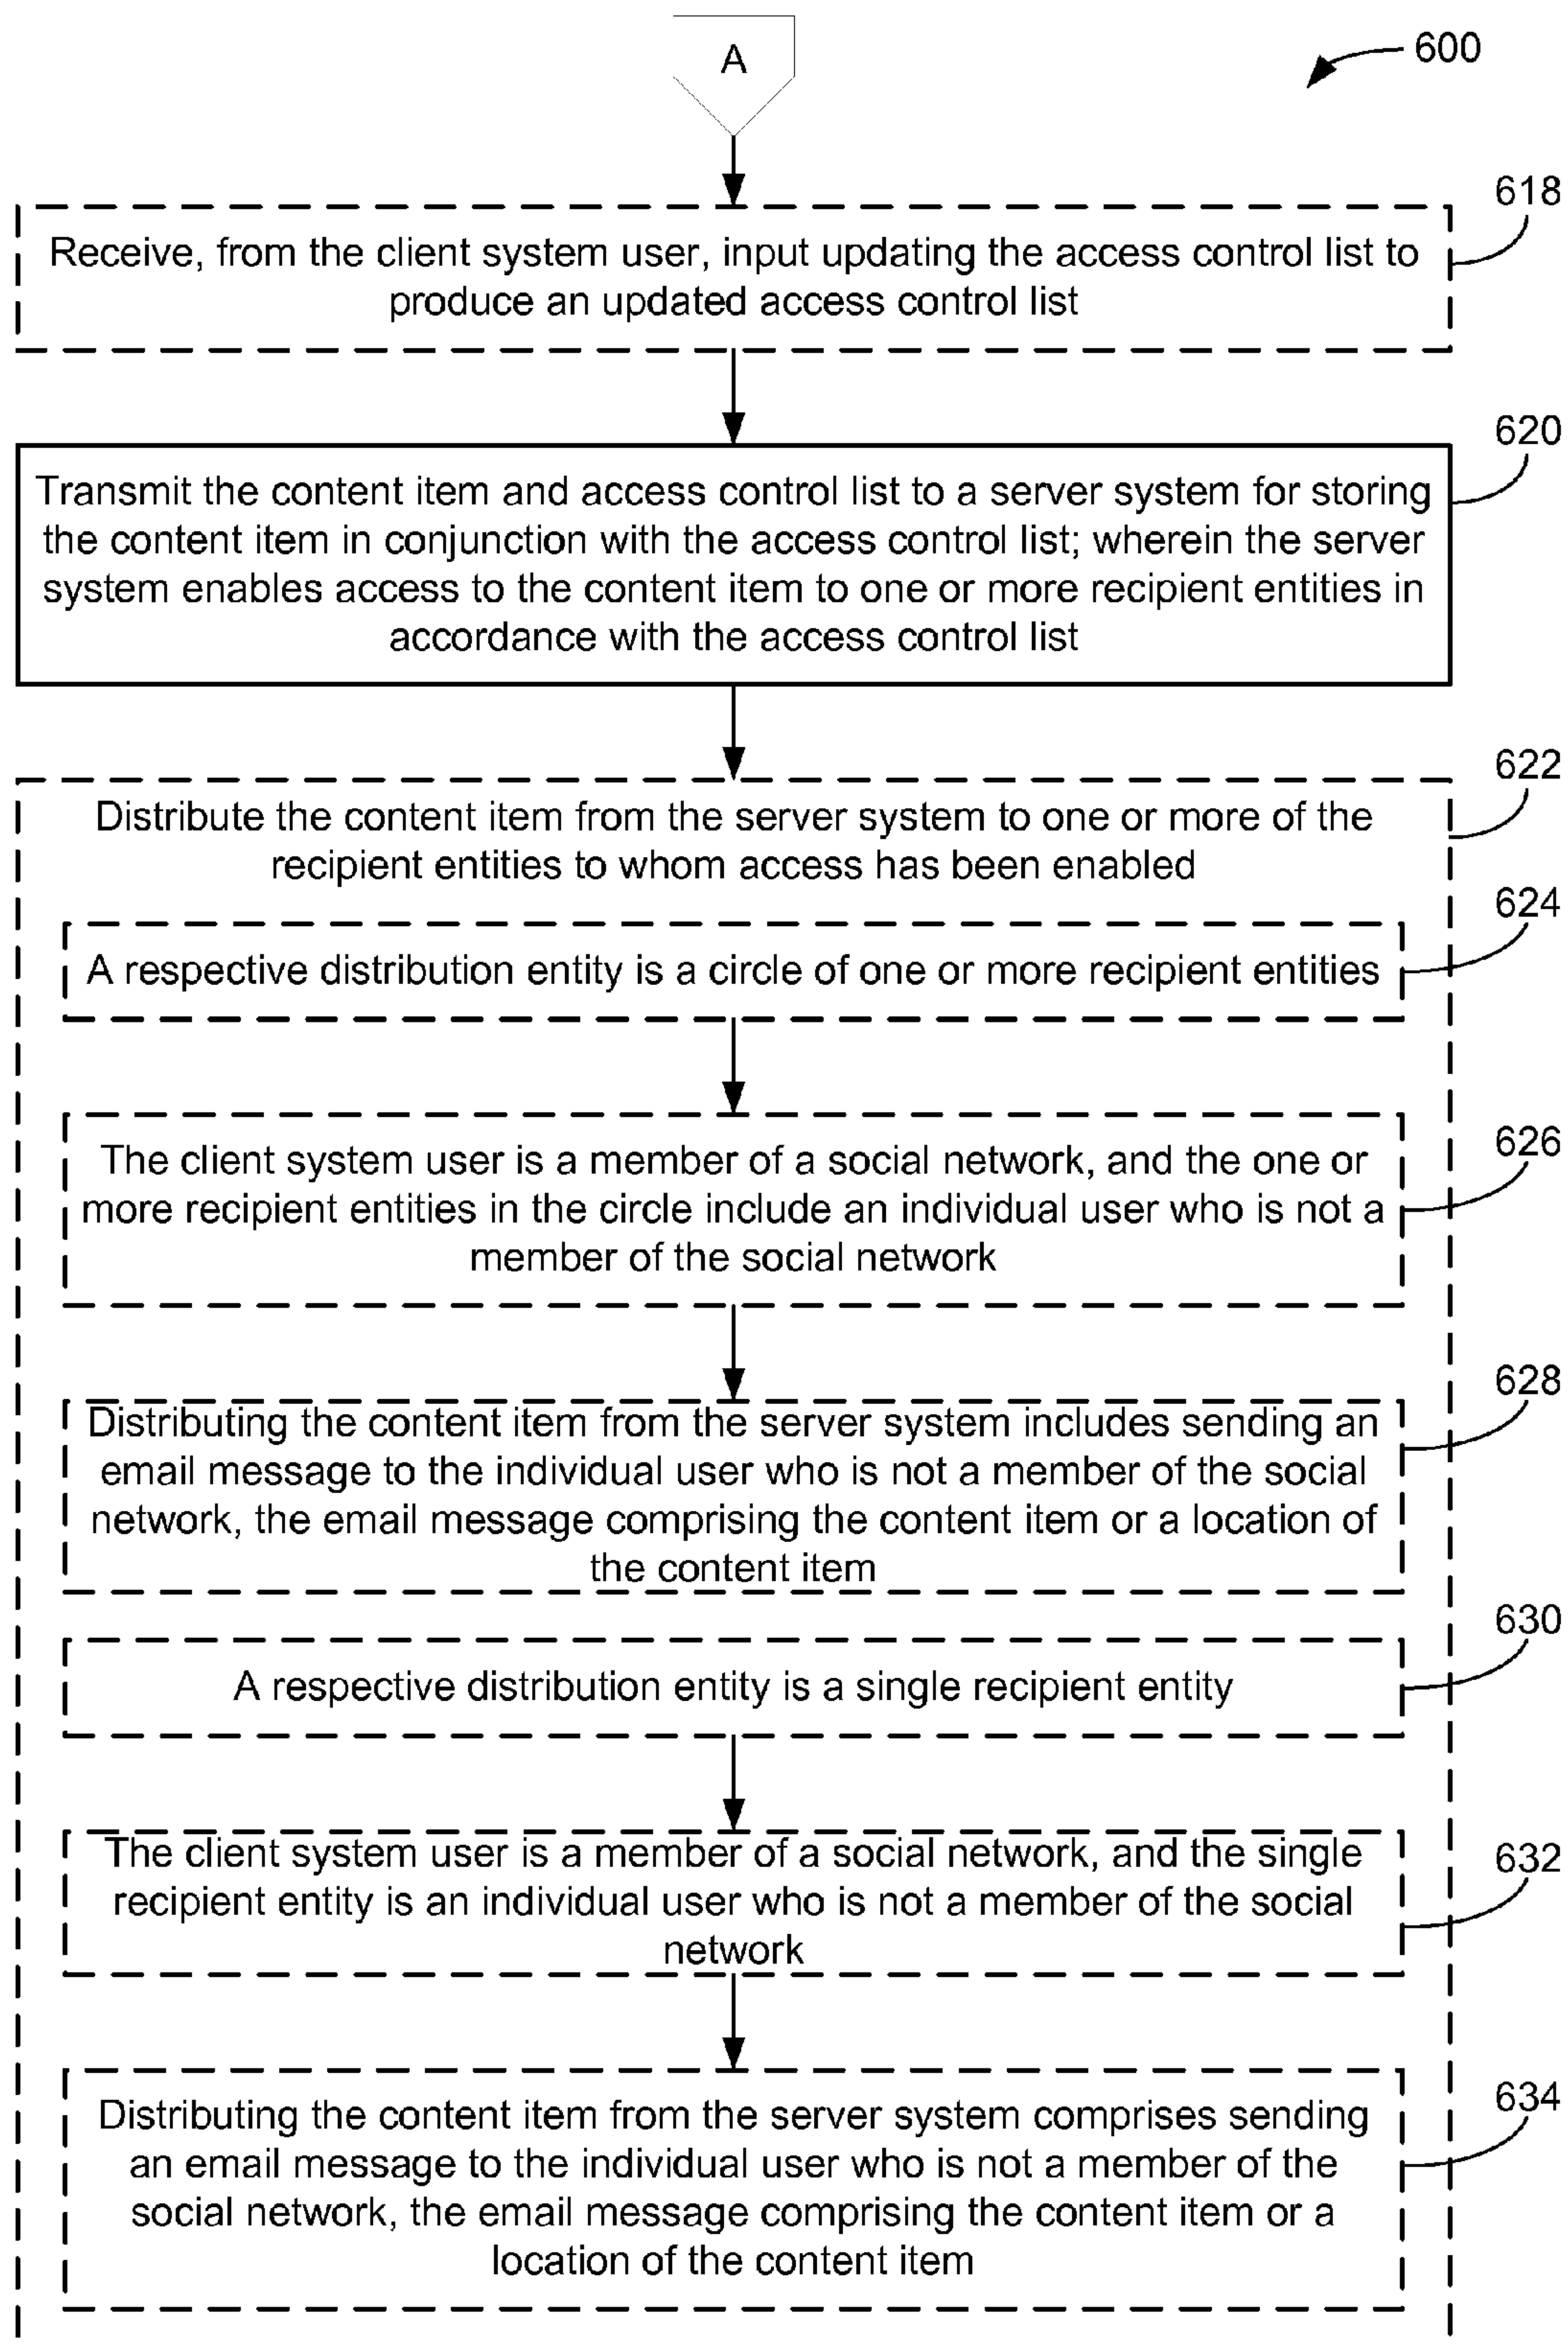 A
600
618
Receive, from the client system user, input updating the access control list to
produce an updated access control list
620
Transmit the content item and access control list to a server system for storing
the content item in conjunction with the access control list; wherein the server
system enables access to the content item to one or more recipient entities in
accordance with the access control list
622
Distribute the content item from the server system to one or more of the
recipient entities to whom access has been enabled
624
A respective distribution entity is a circle of one or more recipient entities
626
The client system user is a member of a social network, and the one or
more recipient entities in the circle include an individual user who is not a
member of the social network
628
Distributing the content item from the server system includes sending an
email message to the individual user who is not a member of the social
network, the email message comprising the content item or a location of
the content item
630
A respective distribution entity is a single recipient entity
632
The client system user is a member of a social network, and the single
recipient entity is an individual user who is not a member of the social
network
634
Distributing the content item from the server system comprises sending
an email message to the individual user who is not a member of the
social network, the email message comprising the content item or a
location of the content item